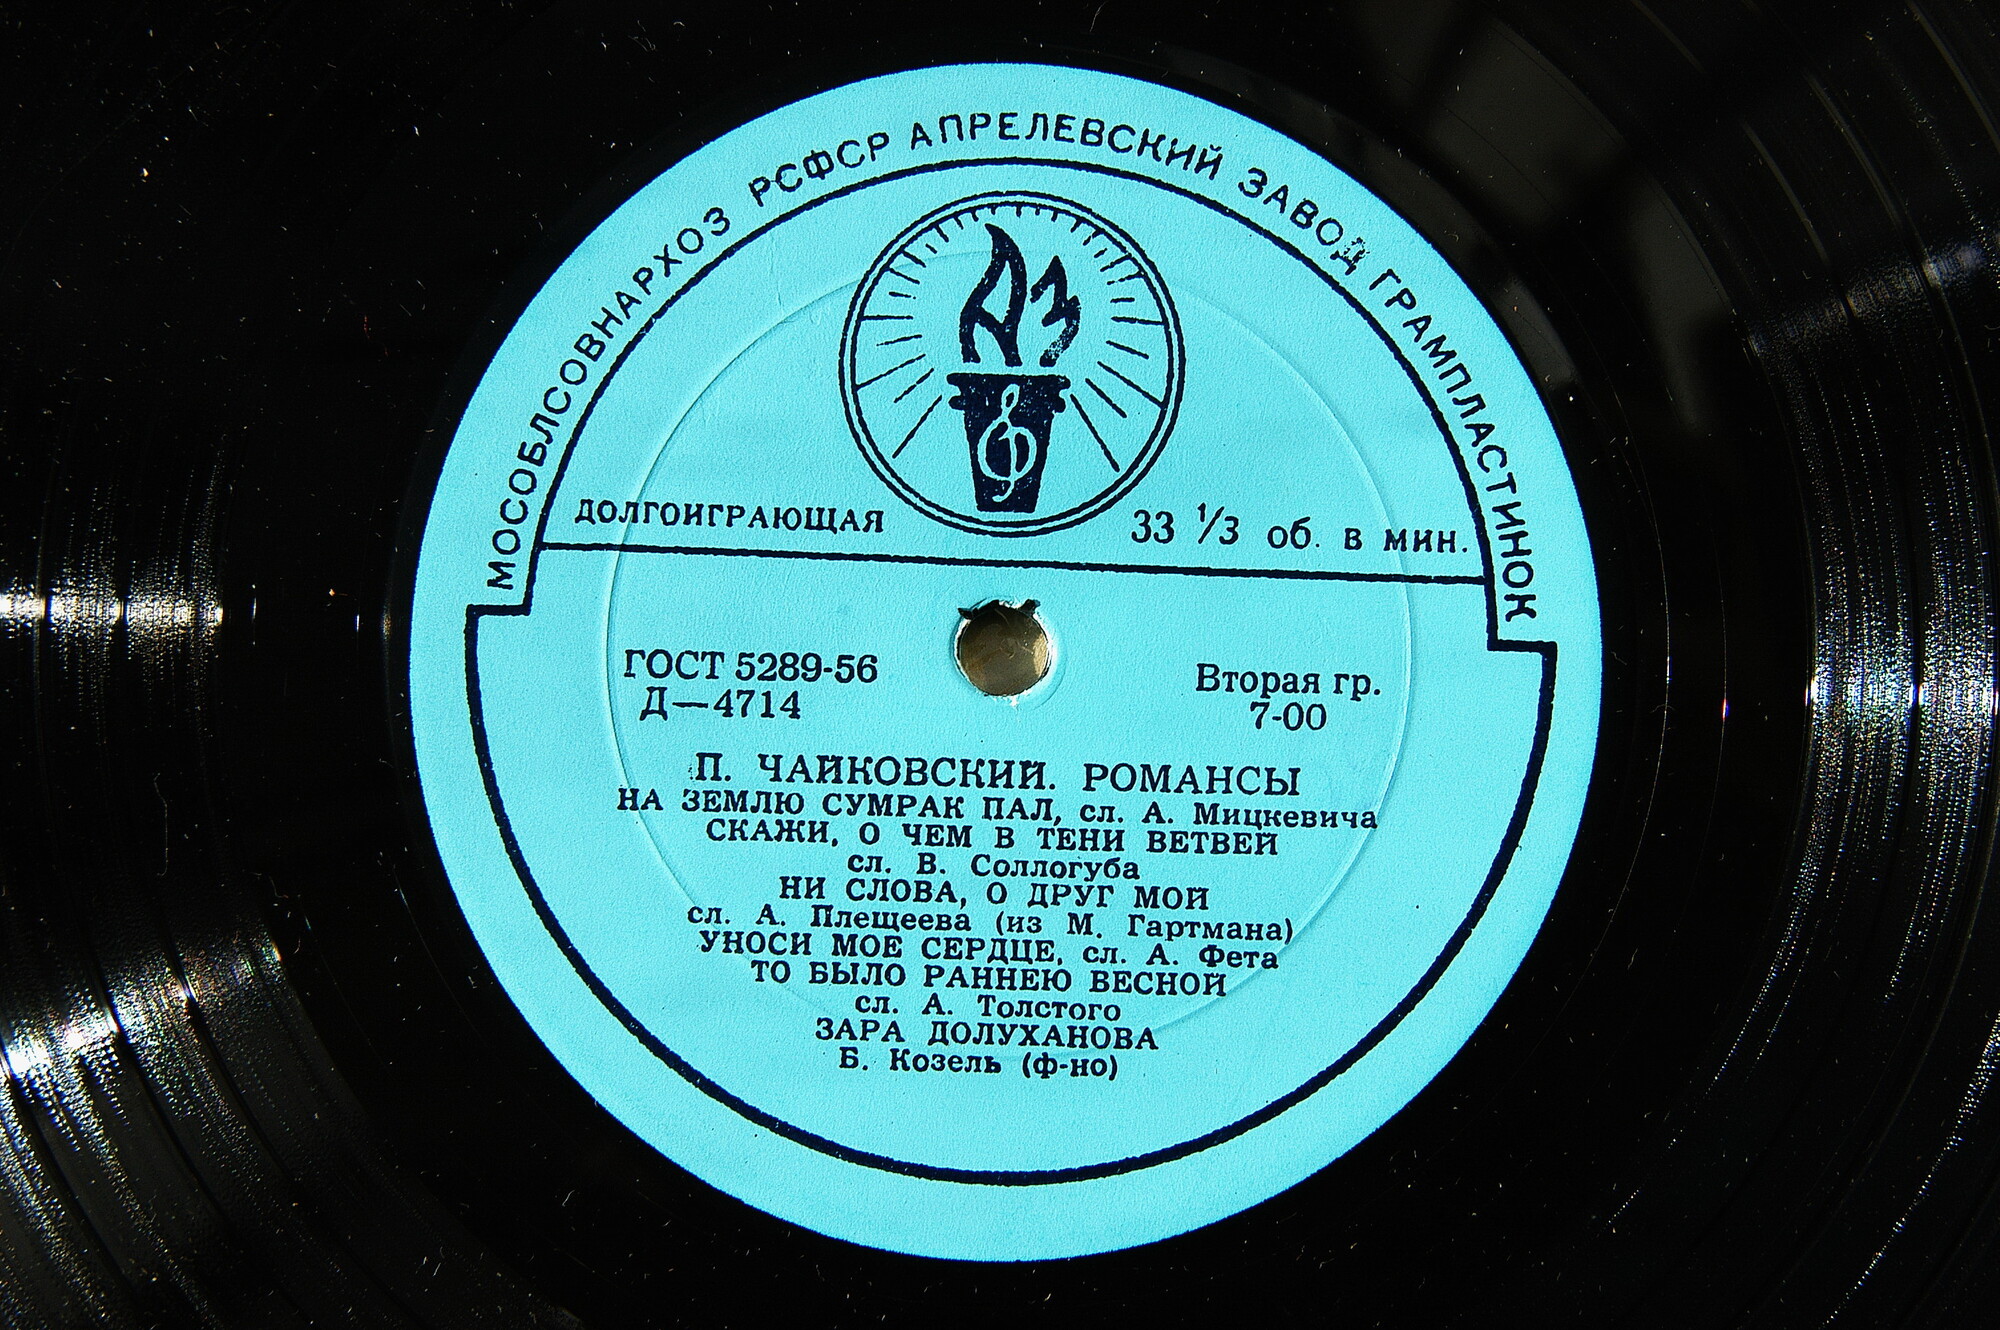 МОСОБЛСОВНАРХОЗ РСФСР АПРЕЛЕВСКИЙ ЗАВОД ГРАМПЛАСТИНОК
АЗ
ДОЛГОИГРАЮЩАЯ 33 1/3 об. в мин.
ГОСТ 5289-56 Вторая гр.
Д—4714 7-00
П. ЧАЙКОВСКИЙ. РОМАНСЫ
НА ЗЕМЛЮ СУМРАК ПАЛ, сл. А. Мицкевича
СКАЖИ, О ЧЕМ В ТЕНИ ВЕТВЕЙ
сл. В. Соллогуба
НИ СЛОВА, О ДРУГ МОЙ
сл. А. Плещеева (из М. Гартмана)
УНОСИ МОЕ СЕРДЦЕ, сл. А. Фета
ТО БЫЛО РАННЕЮ ВЕСНОЙ
сл. А. Толстого
ЗАРА ДОЛУХАНОВА
Б. Козель (ф-но)